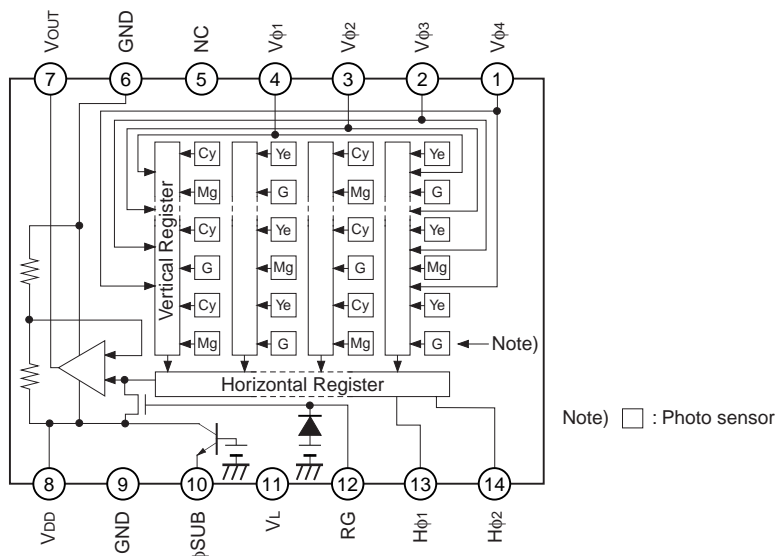 VOUT GND NC Vϕ1 Vϕ2 Vϕ3 Vϕ4
7 6 5 4 3 2 1
Cy Ye Cy Ye
Mg G Mg G
Cy Ye Cy Ye
G Mg G Mg
Cy Ye Cy Ye
Mg G Mg G Note)
Vertical Register
Horizontal Register
Note) : Photo sensor
8 9 10 11 12 13 14
VDD GND ϕSUB VL RG Hϕ1 Hϕ2